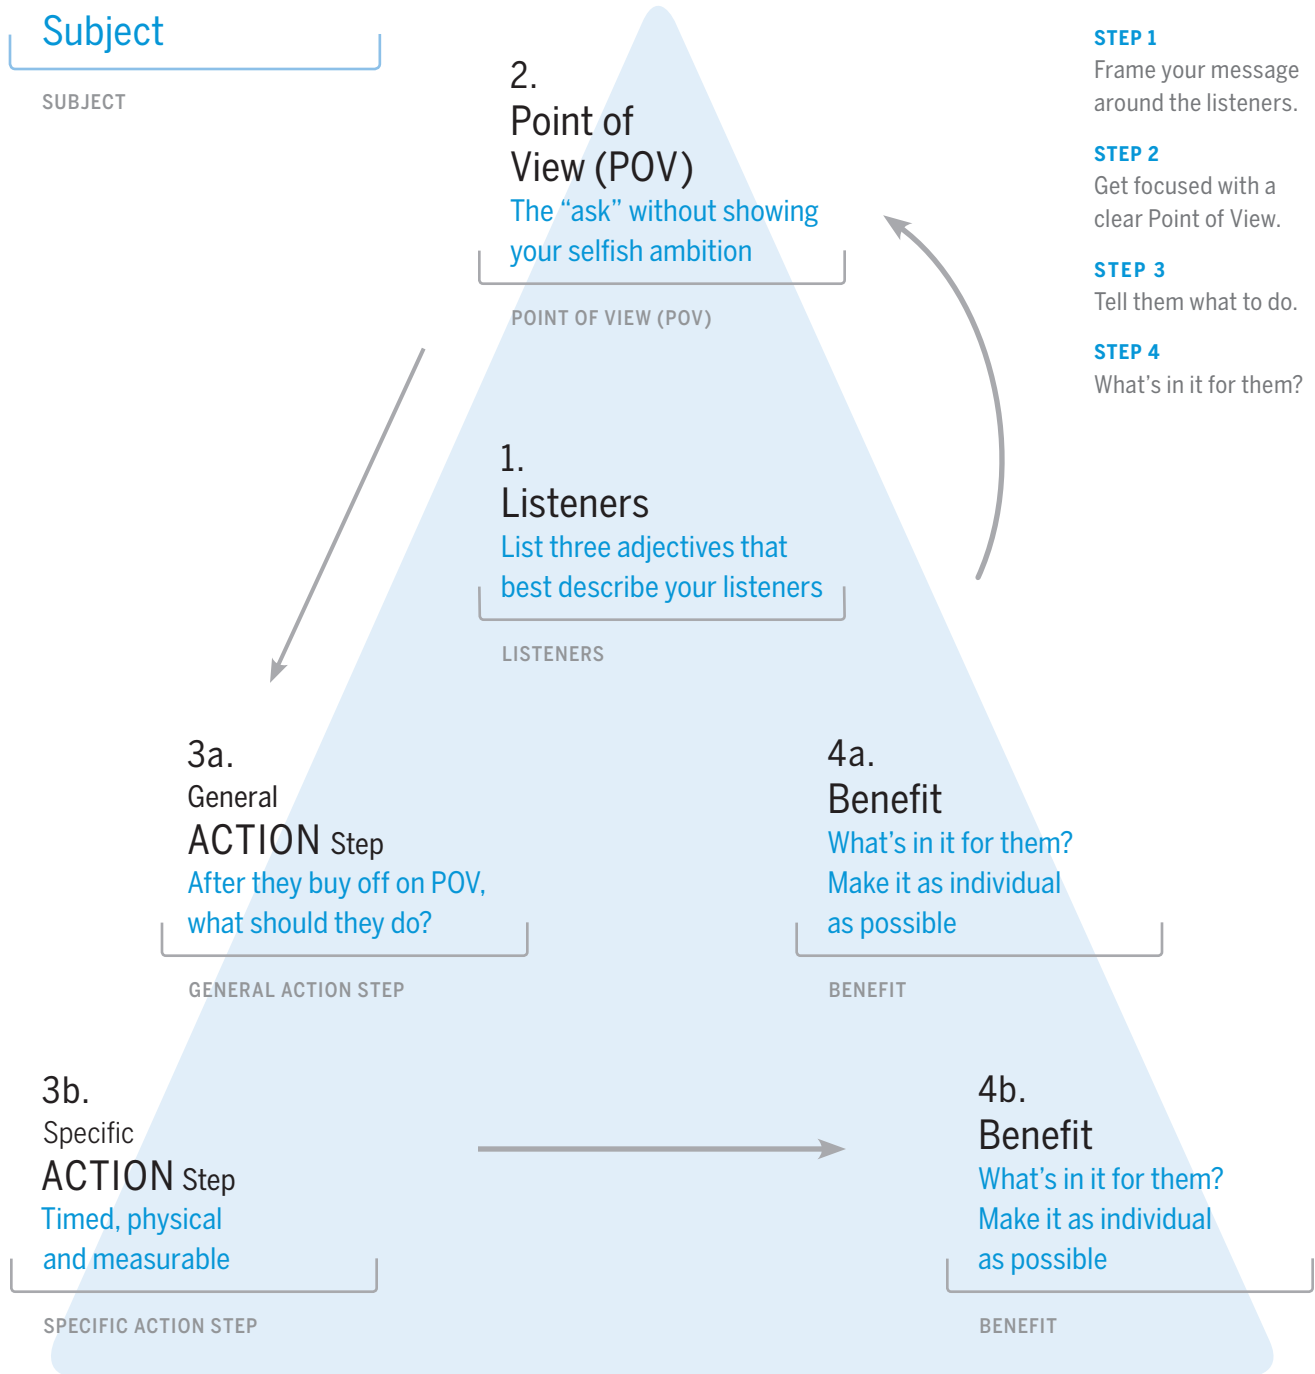 Subject
SUBJECT
2.
Point of
View (POV)
The “ask” without showing
your selfish ambition
POINT OF VIEW (POV)
STEP 1
Frame your message
around the listeners.
STEP 2
Get focused with a
clear Point of View.
STEP 3
Tell them what to do.
STEP 4
What’s in it for them?
1.
Listeners
List three adjectives that
best describe your listeners
LISTENERS
3a.
General
ACTION Step
After they buy off on POV,
what should they do?
GENERAL ACTION STEP
4a.
Benefit
What’s in it for them?
Make it as individual
as possible
BENEFIT
3b.
Specific
ACTION Step
Timed, physical
and measurable
SPECIFIC ACTION STEP
4b.
Benefit
What’s in it for them?
Make it as individual
as possible
BENEFIT